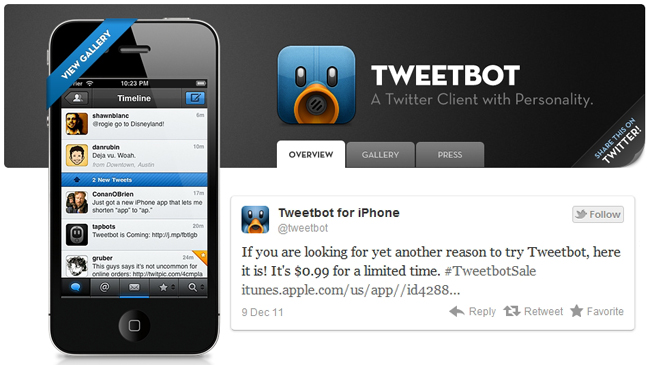 VIEW GALLERY
10:23 PM
Timeline
shawnblanc
6m
@rogie go to Disneyland!
danrubin
10m
Deja vu. Woah.
from Downtown, Austin
2 New Tweets
ConanOBrien
17m
Just got a new iPhone app that lets me
shorten "app" to "ap."
tapbots
20m
Tweetbot is Coming: http://j.mp/fbtlgb
gruber
24m
This guys says it's not uncommon for
online orders: http://twitpic.com/4cmpla
TWEETBOT
A Twitter Client with Personality.
OVERVIEW
GALLERY
PRESS
SHARE THIS ON
TWITTER!
Tweetbot for iPhone
@tweetbot
Follow
If you are looking for yet another reason to try Tweetbot, here
it is! It's $0.99 for a limited time. #TweetbotSale
itunes.apple.com/us/app//id4288...
9 Dec 11
Reply
Retweet
Favorite